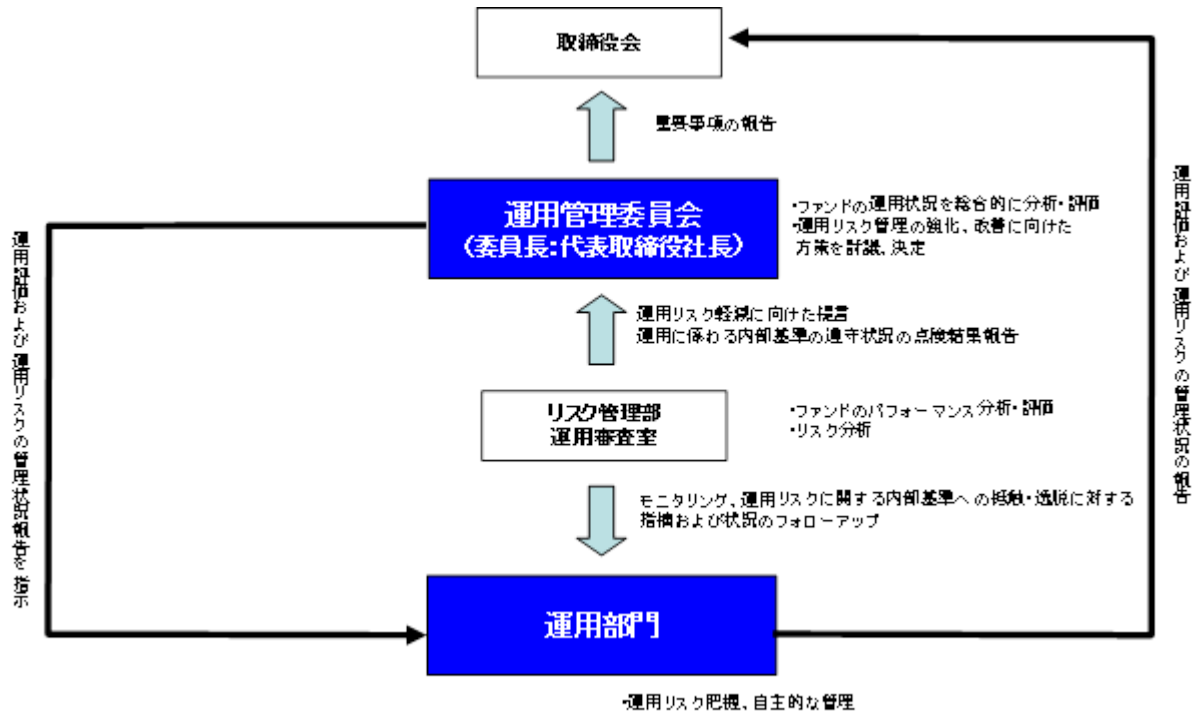 取締役会
重要事項の報告
運用管理委員会
(委員長:代表取締役社長)
・ファンドの運用状況を総合的に分析・評価
・運用リスク管理の強化、改善に向けた
方策を討議、決定
運用リスク軽減に向けた提言
運用に係わる内部基準の遵守状況の点検結果報告
リスク管理部
運用審査室
・ファンドのパフォーマンス分析・評価
・リスク分析
モニタリング、運用リスクに関する内部基準への抵触・逸脱に対する
指摘および状況のフォローアップ
運用部門
・運用リスク把握、自主的な管理
運用評価および運用リスクの管理状況報告を指示
運用評価および運用リスクの管理状況の報告